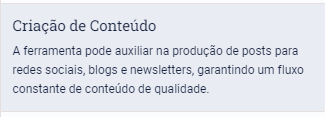 Criação de Conteúdo
A ferramenta pode auxiliar na produção de posts para
redes sociais, blogs e newsletters, garantindo um fluxo
constante de conteúdo de qualidade.